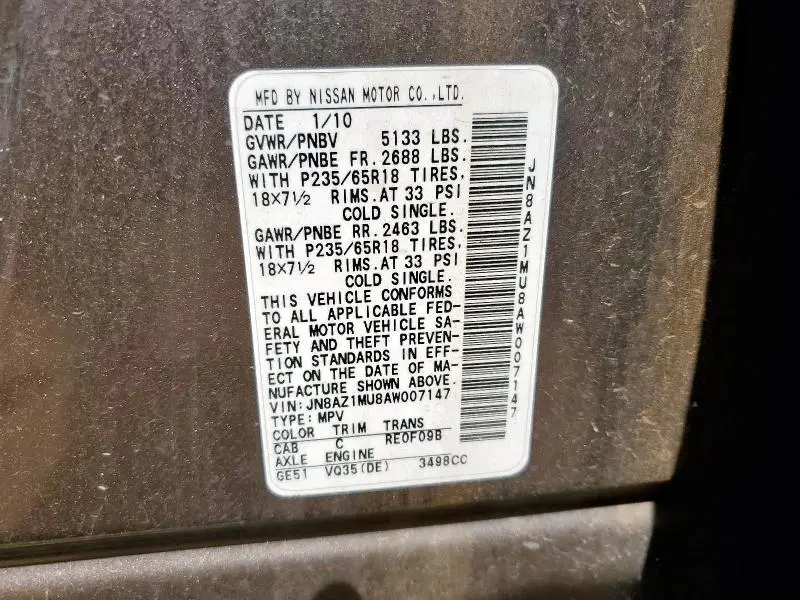 MFD BY NISSAN MOTOR CO.,LTD.
DATE 1/10
GVWR/PNBV 5133 LBS.
GAWR/PNBE FR.2688 LBS.
WITH P235/65R18 TIRES,
18X7½ RIMS.AT 33 PSI
COLD SINGLE.
GAWR/PNBE RR.2463 LBS.
WITH P235/65R18 TIRES,
18X7½ RIMS.AT 33 PSI
COLD SINGLE.
THIS VEHICLE CONFORMS
TO ALL APPLICABLE FED-
ERAL MOTOR VEHICLE SA-
FETY AND THEFT PREVEN-
TION STANDARDS IN EFF-
ECT ON THE DATE OF MA-
NUFACTURE SHOWN ABOVE.
VIN:JN8AZ1MU8AW007147
TYPE:MPV
COLOR TRIM TRANS
CAB C RE0F09B
AXLE ENGINE
GE51 VQ35(DE) 3498CC
JN8AZ1MU8AW007147